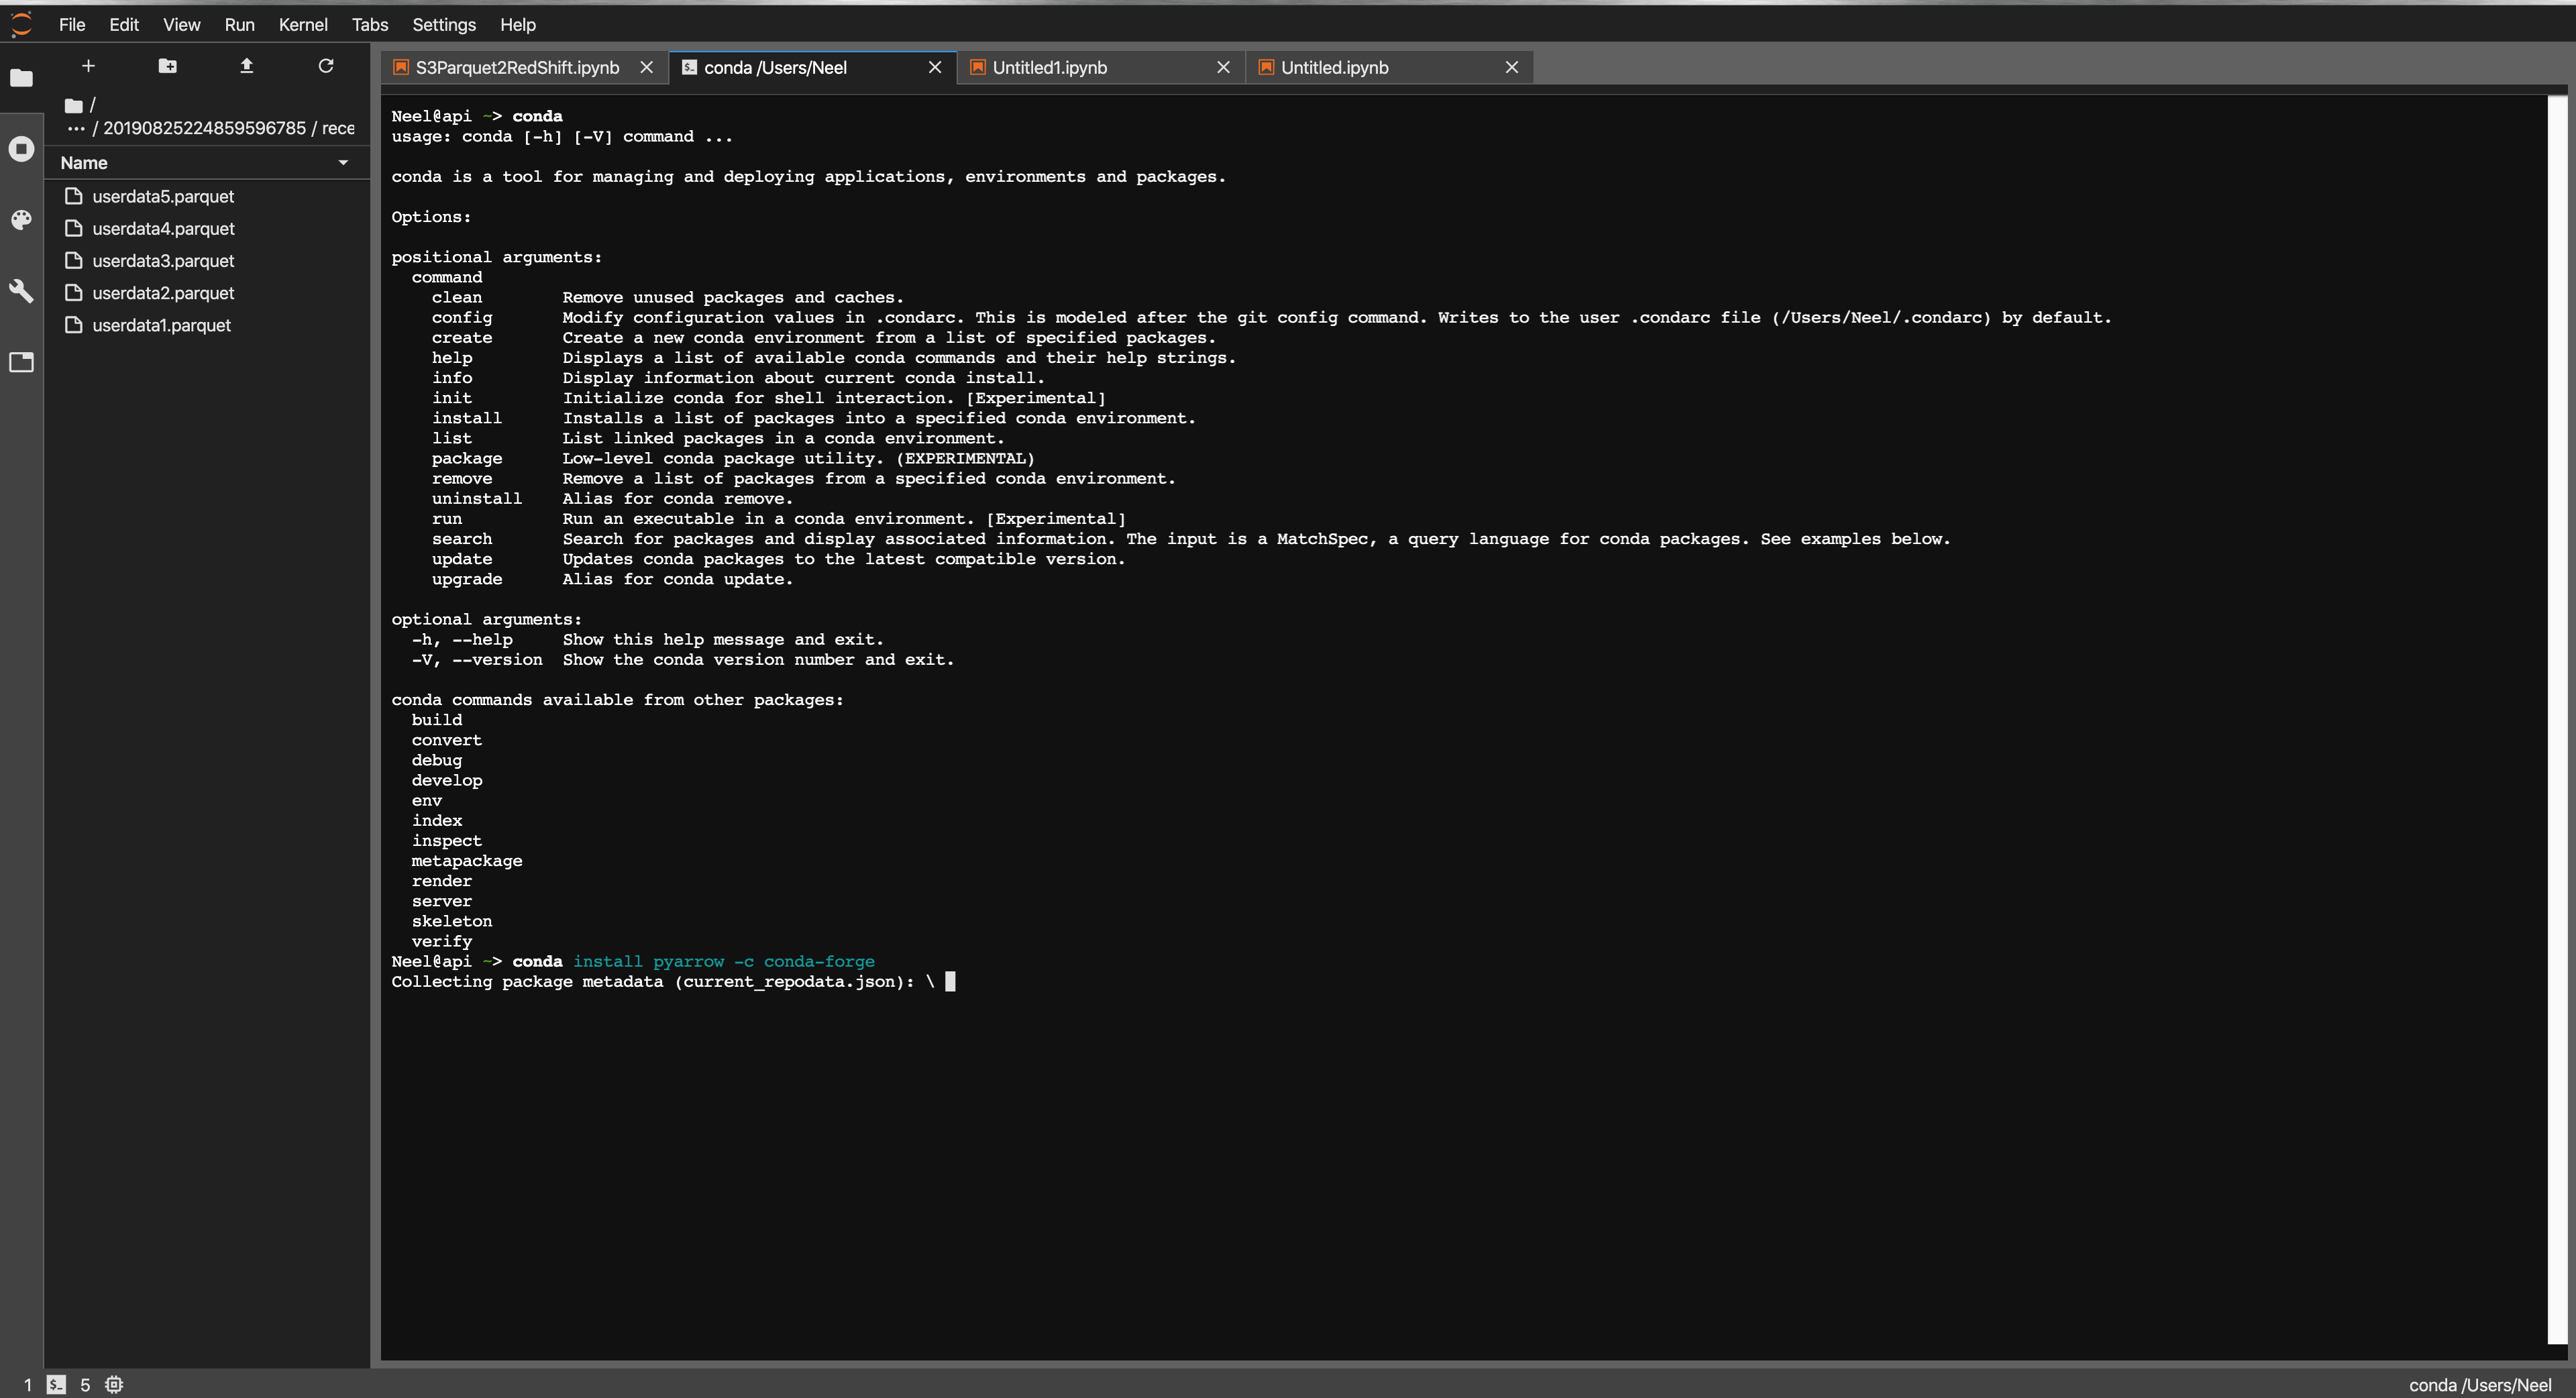 File Edit View Run Kernel Tabs Settings Help
/
··· / 20190825224859596785 / rece
Name
userdata5.parquet
userdata4.parquet
userdata3.parquet
userdata2.parquet
userdata1.parquet
S3Parquet2RedShift.ipynb
conda /Users/Neel
Untitled1.ipynb
Untitled.ipynb
Neel@api ~> conda
usage: conda [-h] [-V] command ...
conda is a tool for managing and deploying applications, environments and packages.
Options:
positional arguments:
command
clean Remove unused packages and caches.
config Modify configuration values in .condarc. This is modeled after the git config command. Writes to the user .condarc file (/Users/Neel/.condarc) by default.
create Create a new conda environment from a list of specified packages.
help Displays a list of available conda commands and their help strings.
info Display information about current conda install.
init Initialize conda for shell interaction. [Experimental]
install Installs a list of packages into a specified conda environment.
list List linked packages in a conda environment.
package Low-level conda package utility. (EXPERIMENTAL)
remove Remove a list of packages from a specified conda environment.
uninstall Alias for conda remove.
run Run an executable in a conda environment. [Experimental]
search Search for packages and display associated information. The input is a MatchSpec, a query language for conda packages. See examples below.
update Updates conda packages to the latest compatible version.
upgrade Alias for conda update.
optional arguments:
-h, --help Show this help message and exit.
-V, --version Show the conda version number and exit.
conda commands available from other packages:
build
convert
debug
develop
env
index
inspect
metapackage
render
server
skeleton
verify
Neel@api ~> conda install pyarrow -c conda-forge
Collecting package metadata (current_repodata.json): \
1 $_ 5
conda /Users/Neel